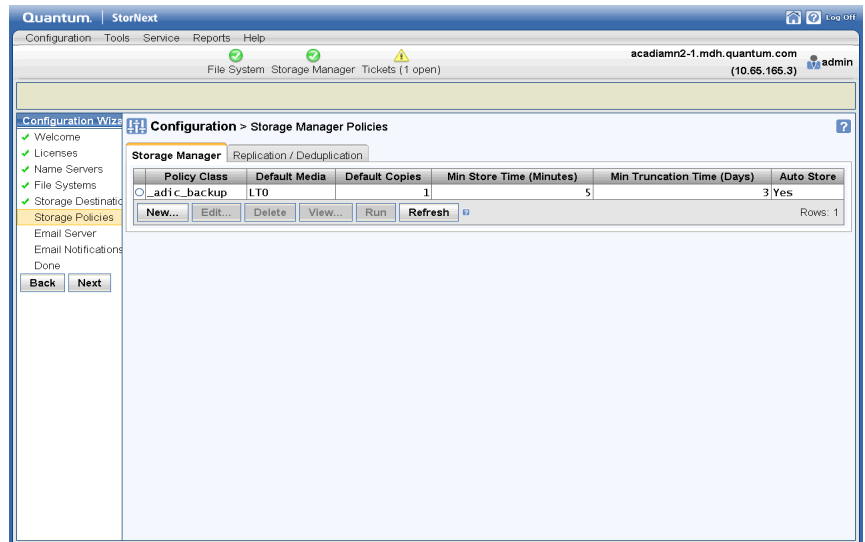 Quantum. | StorNext Log Off
Configuration Tools Service Reports Help
File System Storage Manager Tickets (1 open)
acadiamn2-1.mdh.quantum.com
(10.65.165.3)
admin
Configuration Wiza
Welcome
Licenses
Name Servers
File Systems
Storage Destinatio
Storage Policies
Email Server
Email Notifications
Done
Back Next
Configuration > Storage Manager Policies ?
Storage Manager Replication / Deduplication
Policy Class Default Media Default Copies Min Store Time (Minutes) Min Truncation Time (Days) Auto Store
_adic_backup LTO 1 5 3 Yes
New... Edit... Delete View... Run Refresh ? Rows: 1